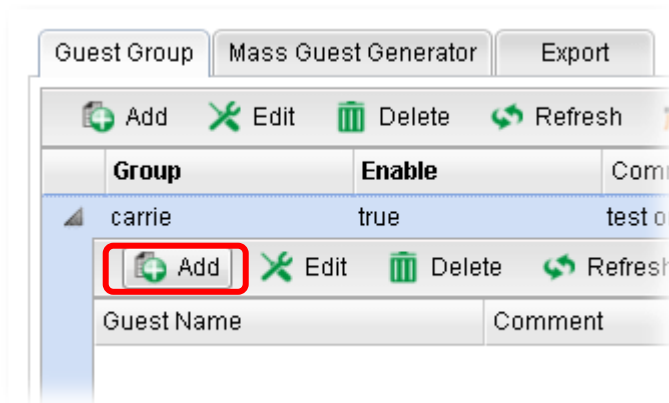 Guest Group Mass Guest Generator Export
Add Edit Delete Refresh
Group Enable
carrie true test
Add Edit Delete Refresh
Guest Name Comment